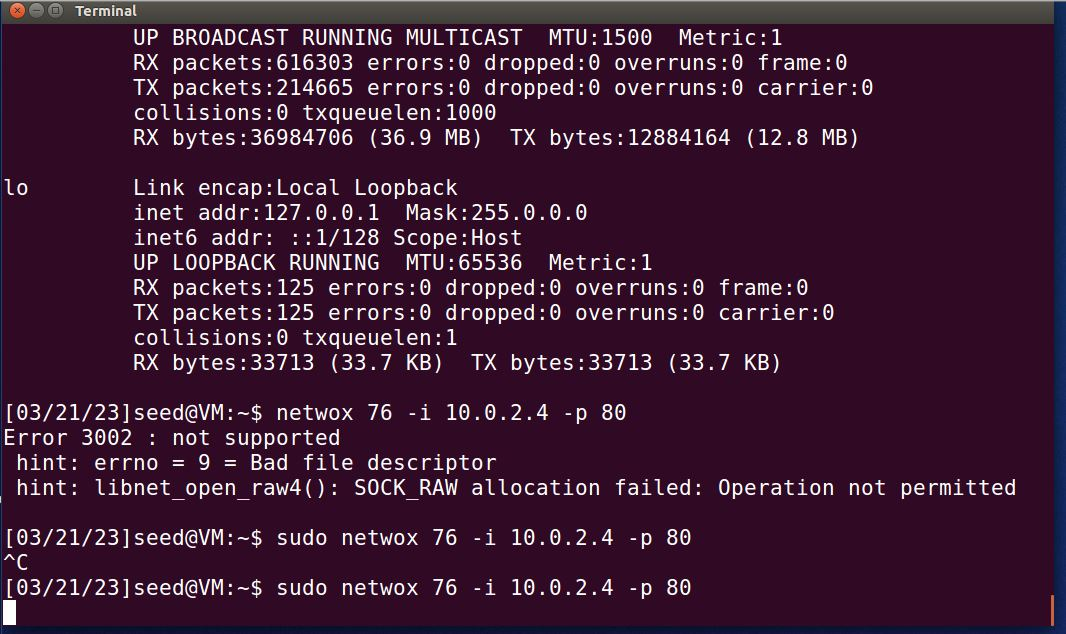 Terminal
UP BROADCAST RUNNING MULTICAST  MTU:1500  Metric:1
RX packets:616303 errors:0 dropped:0 overruns:0 frame:0
TX packets:214665 errors:0 dropped:0 overruns:0 carrier:0
collisions:0 txqueuelen:1000
RX bytes:36984706 (36.9 MB)  TX bytes:12884164 (12.8 MB)
lo        Link encap:Local Loopback
inet addr:127.0.0.1  Mask:255.0.0.0
inet6 addr: ::1/128 Scope:Host
UP LOOPBACK RUNNING  MTU:65536  Metric:1
RX packets:125 errors:0 dropped:0 overruns:0 frame:0
TX packets:125 errors:0 dropped:0 overruns:0 carrier:0
collisions:0 txqueuelen:1
RX bytes:33713 (33.7 KB)  TX bytes:33713 (33.7 KB)
[03/21/23]seed@VM:~$ netwox 76 -i 10.0.2.4 -p 80
Error 3002 : not supported
hint: errno = 9 = Bad file descriptor
hint: libnet_open_raw4(): SOCK_RAW allocation failed: Operation not permitted
[03/21/23]seed@VM:~$ sudo netwox 76 -i 10.0.2.4 -p 80
^C
[03/21/23]seed@VM:~$ sudo netwox 76 -i 10.0.2.4 -p 80